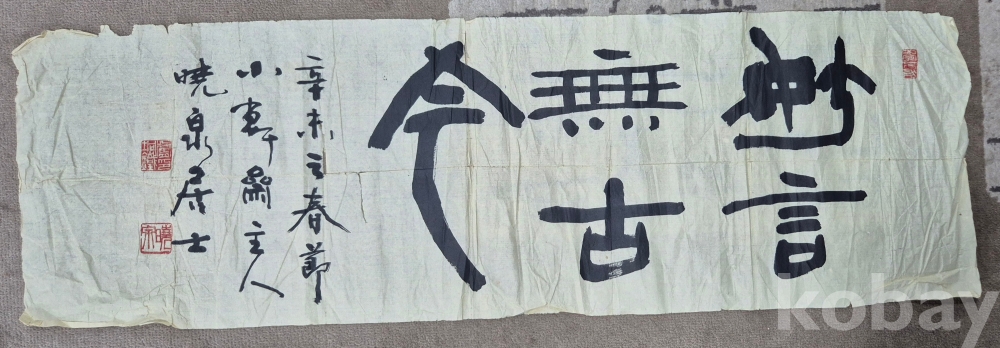 妙言
無古
今
辛未之春節
小軒主人
曉泉居士
kobay